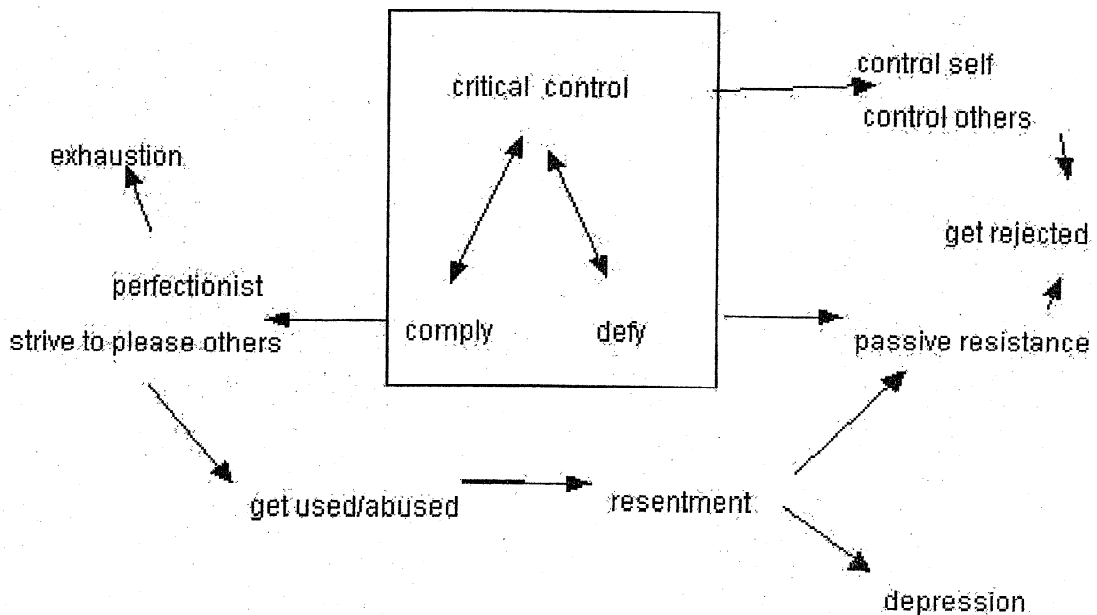 critical control
control self
control others
exhaustion
get rejected
perfectionist
strive to please others
comply
defy
passive resistance
get used/abused
resentment
depression